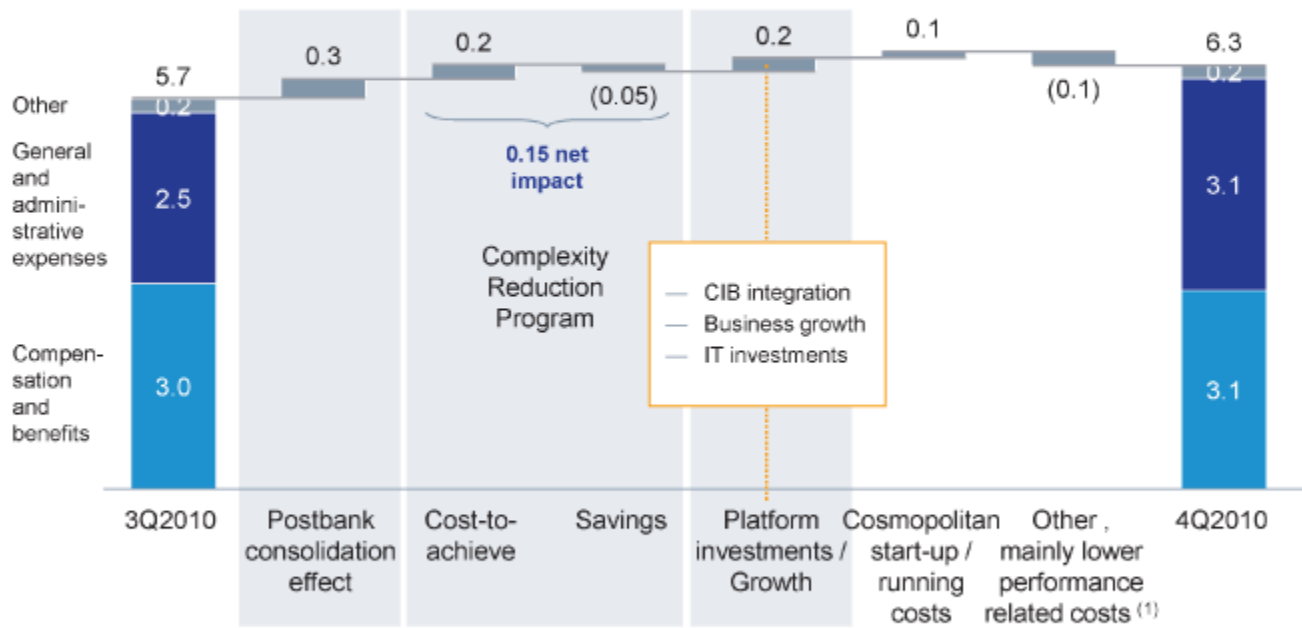 5.7
0.3
0.2
(0.05)
0.2
0.1
(0.1)
6.3
Other
0.2
0.2
General
and
admini-
strative
expenses
2.5
3.1
0.15 net
impact
Complexity
Reduction
Program
CIB integration
Business growth
IT investments
Compen-
sation
and
benefits
3.0
3.1
3Q2010
Postbank
consolidation
effect
Cost-to-
achieve
Savings
Platform
investments /
Growth
Cosmopolitan
start-up /
running
costs
Other ,
mainly lower
performance
related costs (1)
4Q2010